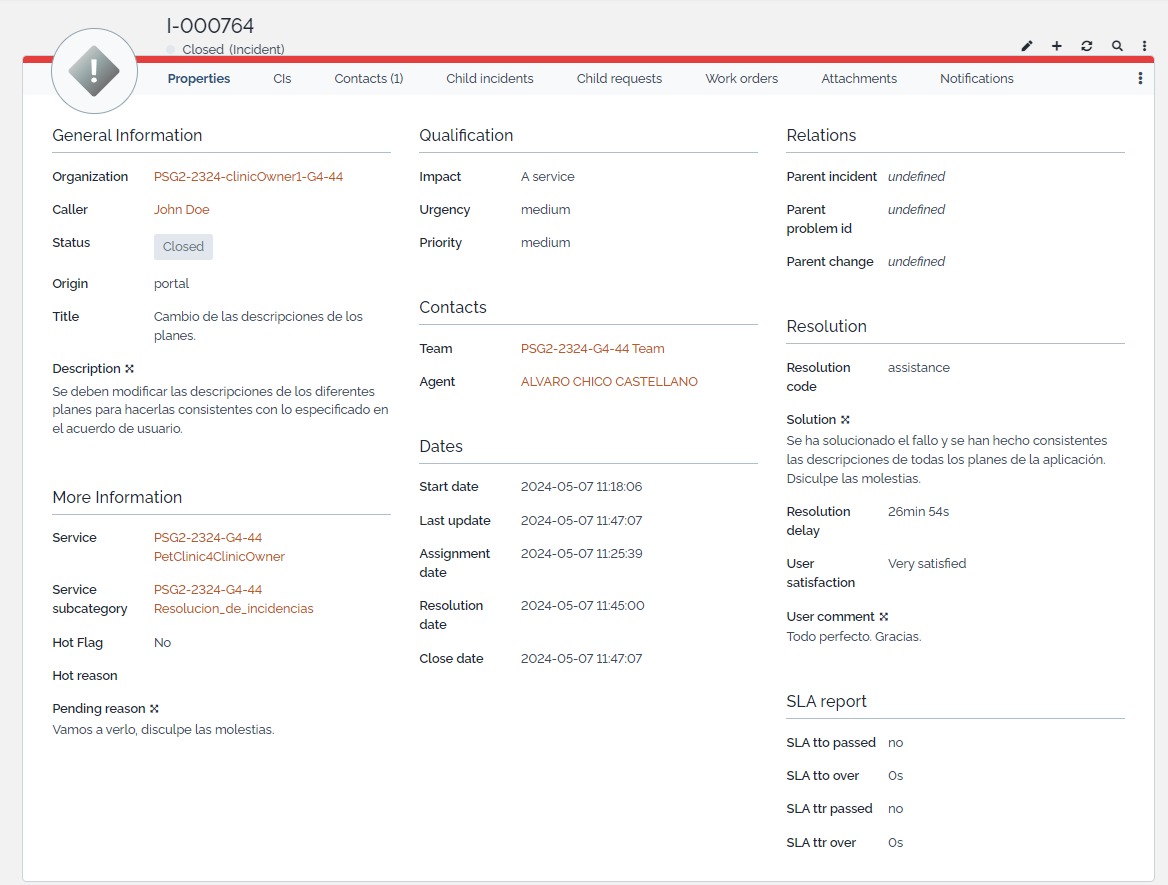 I-000764
Closed (Incident)
Properties
CIs
Contacts (1)
Child incidents
Child requests
Work orders
Attachments
Notifications
General Information
Organization
PSG2-2324-clinicOwner1-G4-44
Caller
John Doe
Status
Closed
Origin
portal
Title
Cambio de las descripciones de los
planes.
Description
Se deben modificar las descripciones de los diferentes
planes para hacerlas consistentes con lo especificado en
el acuerdo de usuario.
More Information
Service
PSG2-2324-G4-44
PetClinic4ClinicOwner
Service
subcategory
PSG2-2324-G4-44
Resolucion_de_incidencias
Hot Flag
No
Hot reason
Pending reason
Vamos a verlo, disculpe las molestias.
Qualification
Impact
A service
Urgency
medium
Priority
medium
Contacts
Team
PSG2-2324-G4-44 Team
Agent
ALVARO CHICO CASTELLANO
Dates
Start date
2024-05-07 11:18:06
Last update
2024-05-07 11:47:07
Assignment
date
2024-05-07 11:25:39
Resolution
date
2024-05-07 11:45:00
Close date
2024-05-07 11:47:07
Relations
Parent incident
undefined
Parent
problem id
undefined
Parent change
undefined
Resolution
Resolution
code
assistance
Solution
Se ha solucionado el fallo y se han hecho consistentes
las descripciones de todas los planes de la aplicación.
Dsiculpe las molestias.
Resolution
delay
26min 54s
User
satisfaction
Very satisfied
User comment
Todo perfecto. Gracias.
SLA report
SLA tto passed
no
SLA tto over
0s
SLA ttr passed
no
SLA ttr over
0s